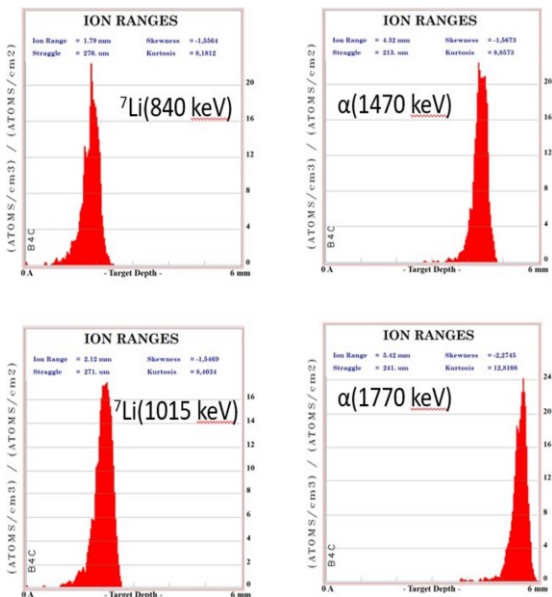 ION RANGES
Ion Range = 1.79 mm Skewness = -1,5564
Straggle = 270. um Kurtosis = 8,1812
⁷Li(840 keV)
(ATOMS/cm3) / (ATOMS/cm2)
20
16
12
8
4
0
B4C
0 A - Target Depth - 6 mm
ION RANGES
Ion Range = 4.32 mm Skewness = -1,5673
Straggle = 213. um Kurtosis = 8,8573
α(1470 keV)
(ATOMS/cm3) / (ATOMS/cm2)
20
16
12
8
4
0
B4C
0 A - Target Depth - 6 mm
ION RANGES
Ion Range = 2.12 mm Skewness = -1,5469
Straggle = 271. um Kurtosis = 8,4034
⁷Li(1015 keV)
(ATOMS/cm3) / (ATOMS/cm2)
16
14
12
10
8
6
4
2
0
B4C
0 A - Target Depth - 6 mm
ION RANGES
Ion Range = 5.42 mm Skewness = -2,2745
Straggle = 241. um Kurtosis = 12,8108
α(1770 keV)
(ATOMS/cm3) / (ATOMS/cm2)
24
20
16
12
8
4
0
B4C
0 A - Target Depth - 6 mm